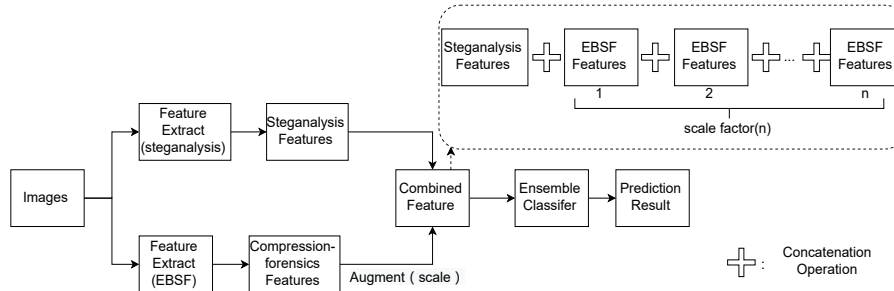 Steganalysis
Features
EBSF
Features
EBSF
Features
...
EBSF
Features
1
2
n
scale factor(n)
Feature
Extract
(steganalysis)
Steganalysis
Features
Images
Combined
Feature
Ensemble
Classifer
Prediction
Result
Feature
Extract
(EBSF)
Compression-
forensics
Features
Augment ( scale )
: Concatenation
Operation